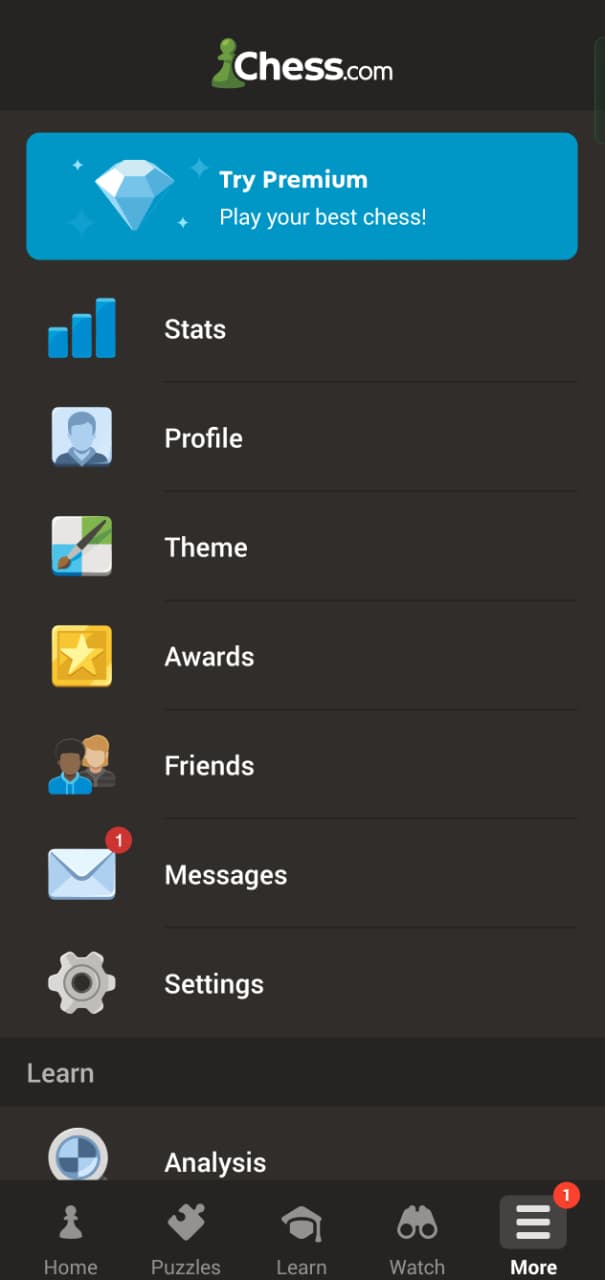 Chess.com
Try Premium
Play your best chess!
Stats
Profile
Theme
Awards
Friends
1
Messages
Settings
Learn
Analysis
1
Home
Puzzles
Learn
Watch
More